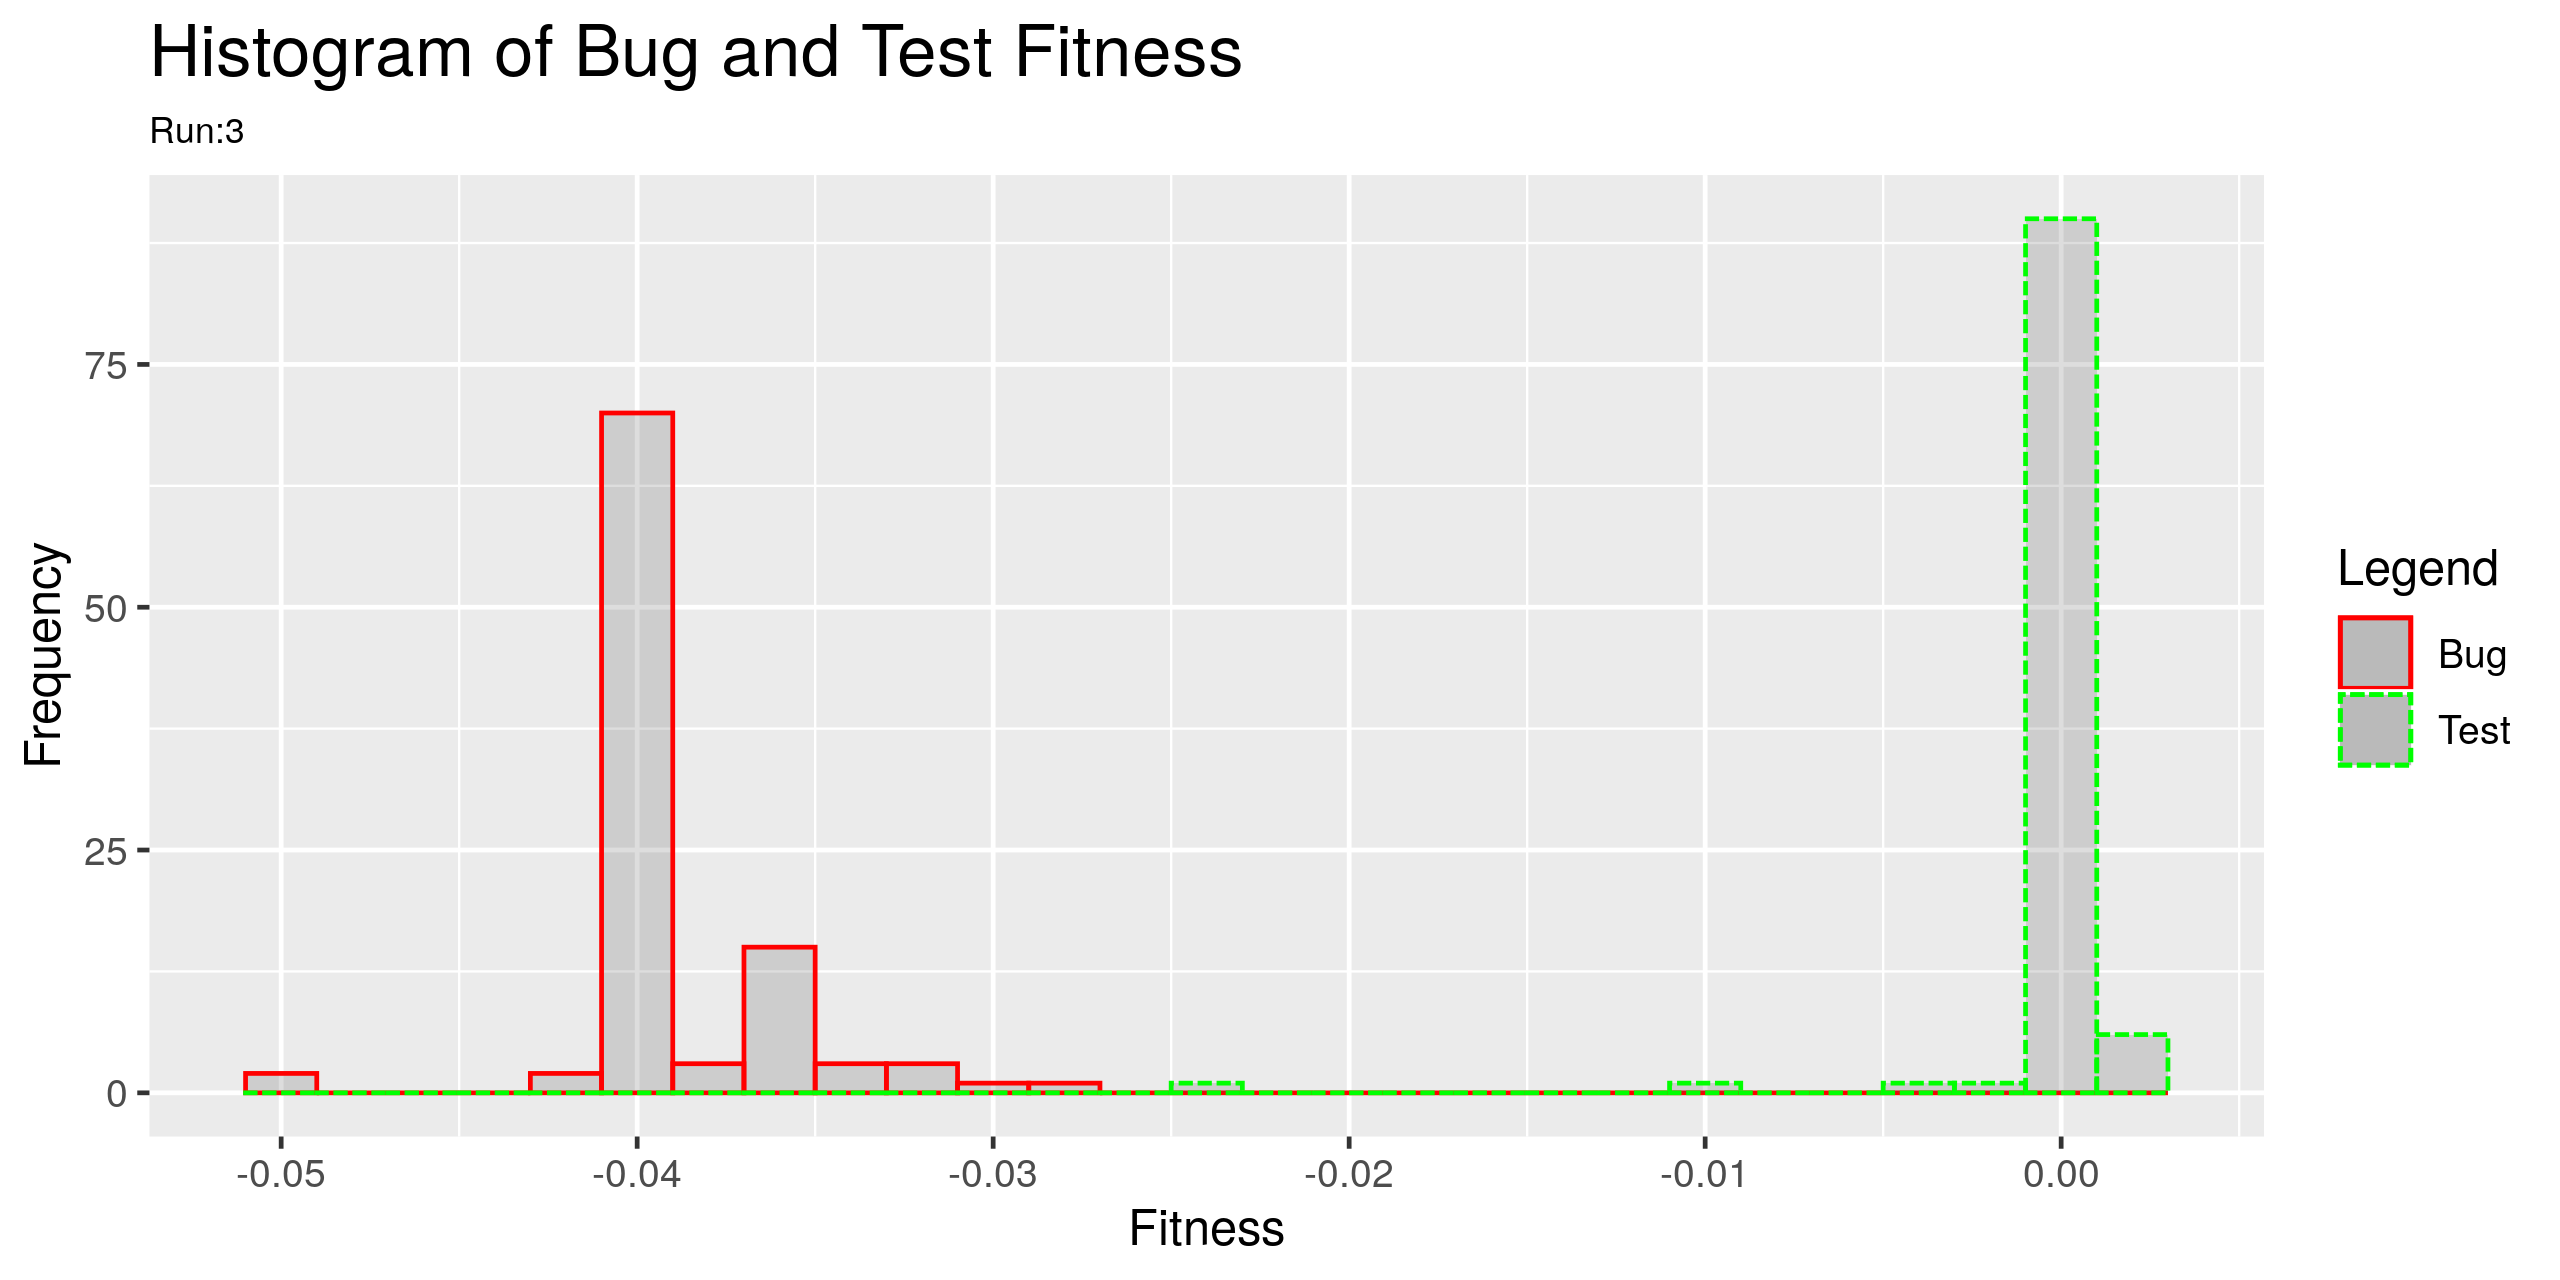 Histogram of Bug and Test Fitness
Run:3
Frequency
75
50
25
0
-0.05 -0.04 -0.03 -0.02 -0.01 0.00
Fitness
Legend
Bug
Test